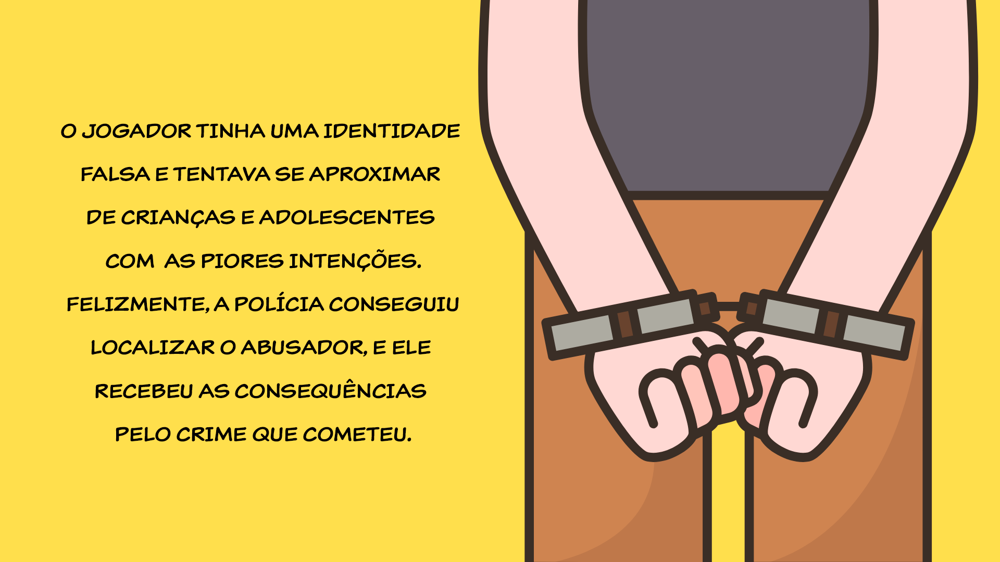 O JOGADOR TINHA UMA IDENTIDADE
FALSA E TENTAVA SE APROXIMAR
DE CRIANÇAS E ADOLESCENTES
COM AS PIORES INTENÇÕES.
FELIZMENTE, A POLÍCIA CONSEGUIU
LOCALIZAR O ABUSADOR, E ELE
RECEBEU AS CONSEQUÊNCIAS
PELO CRIME QUE COMETEU.